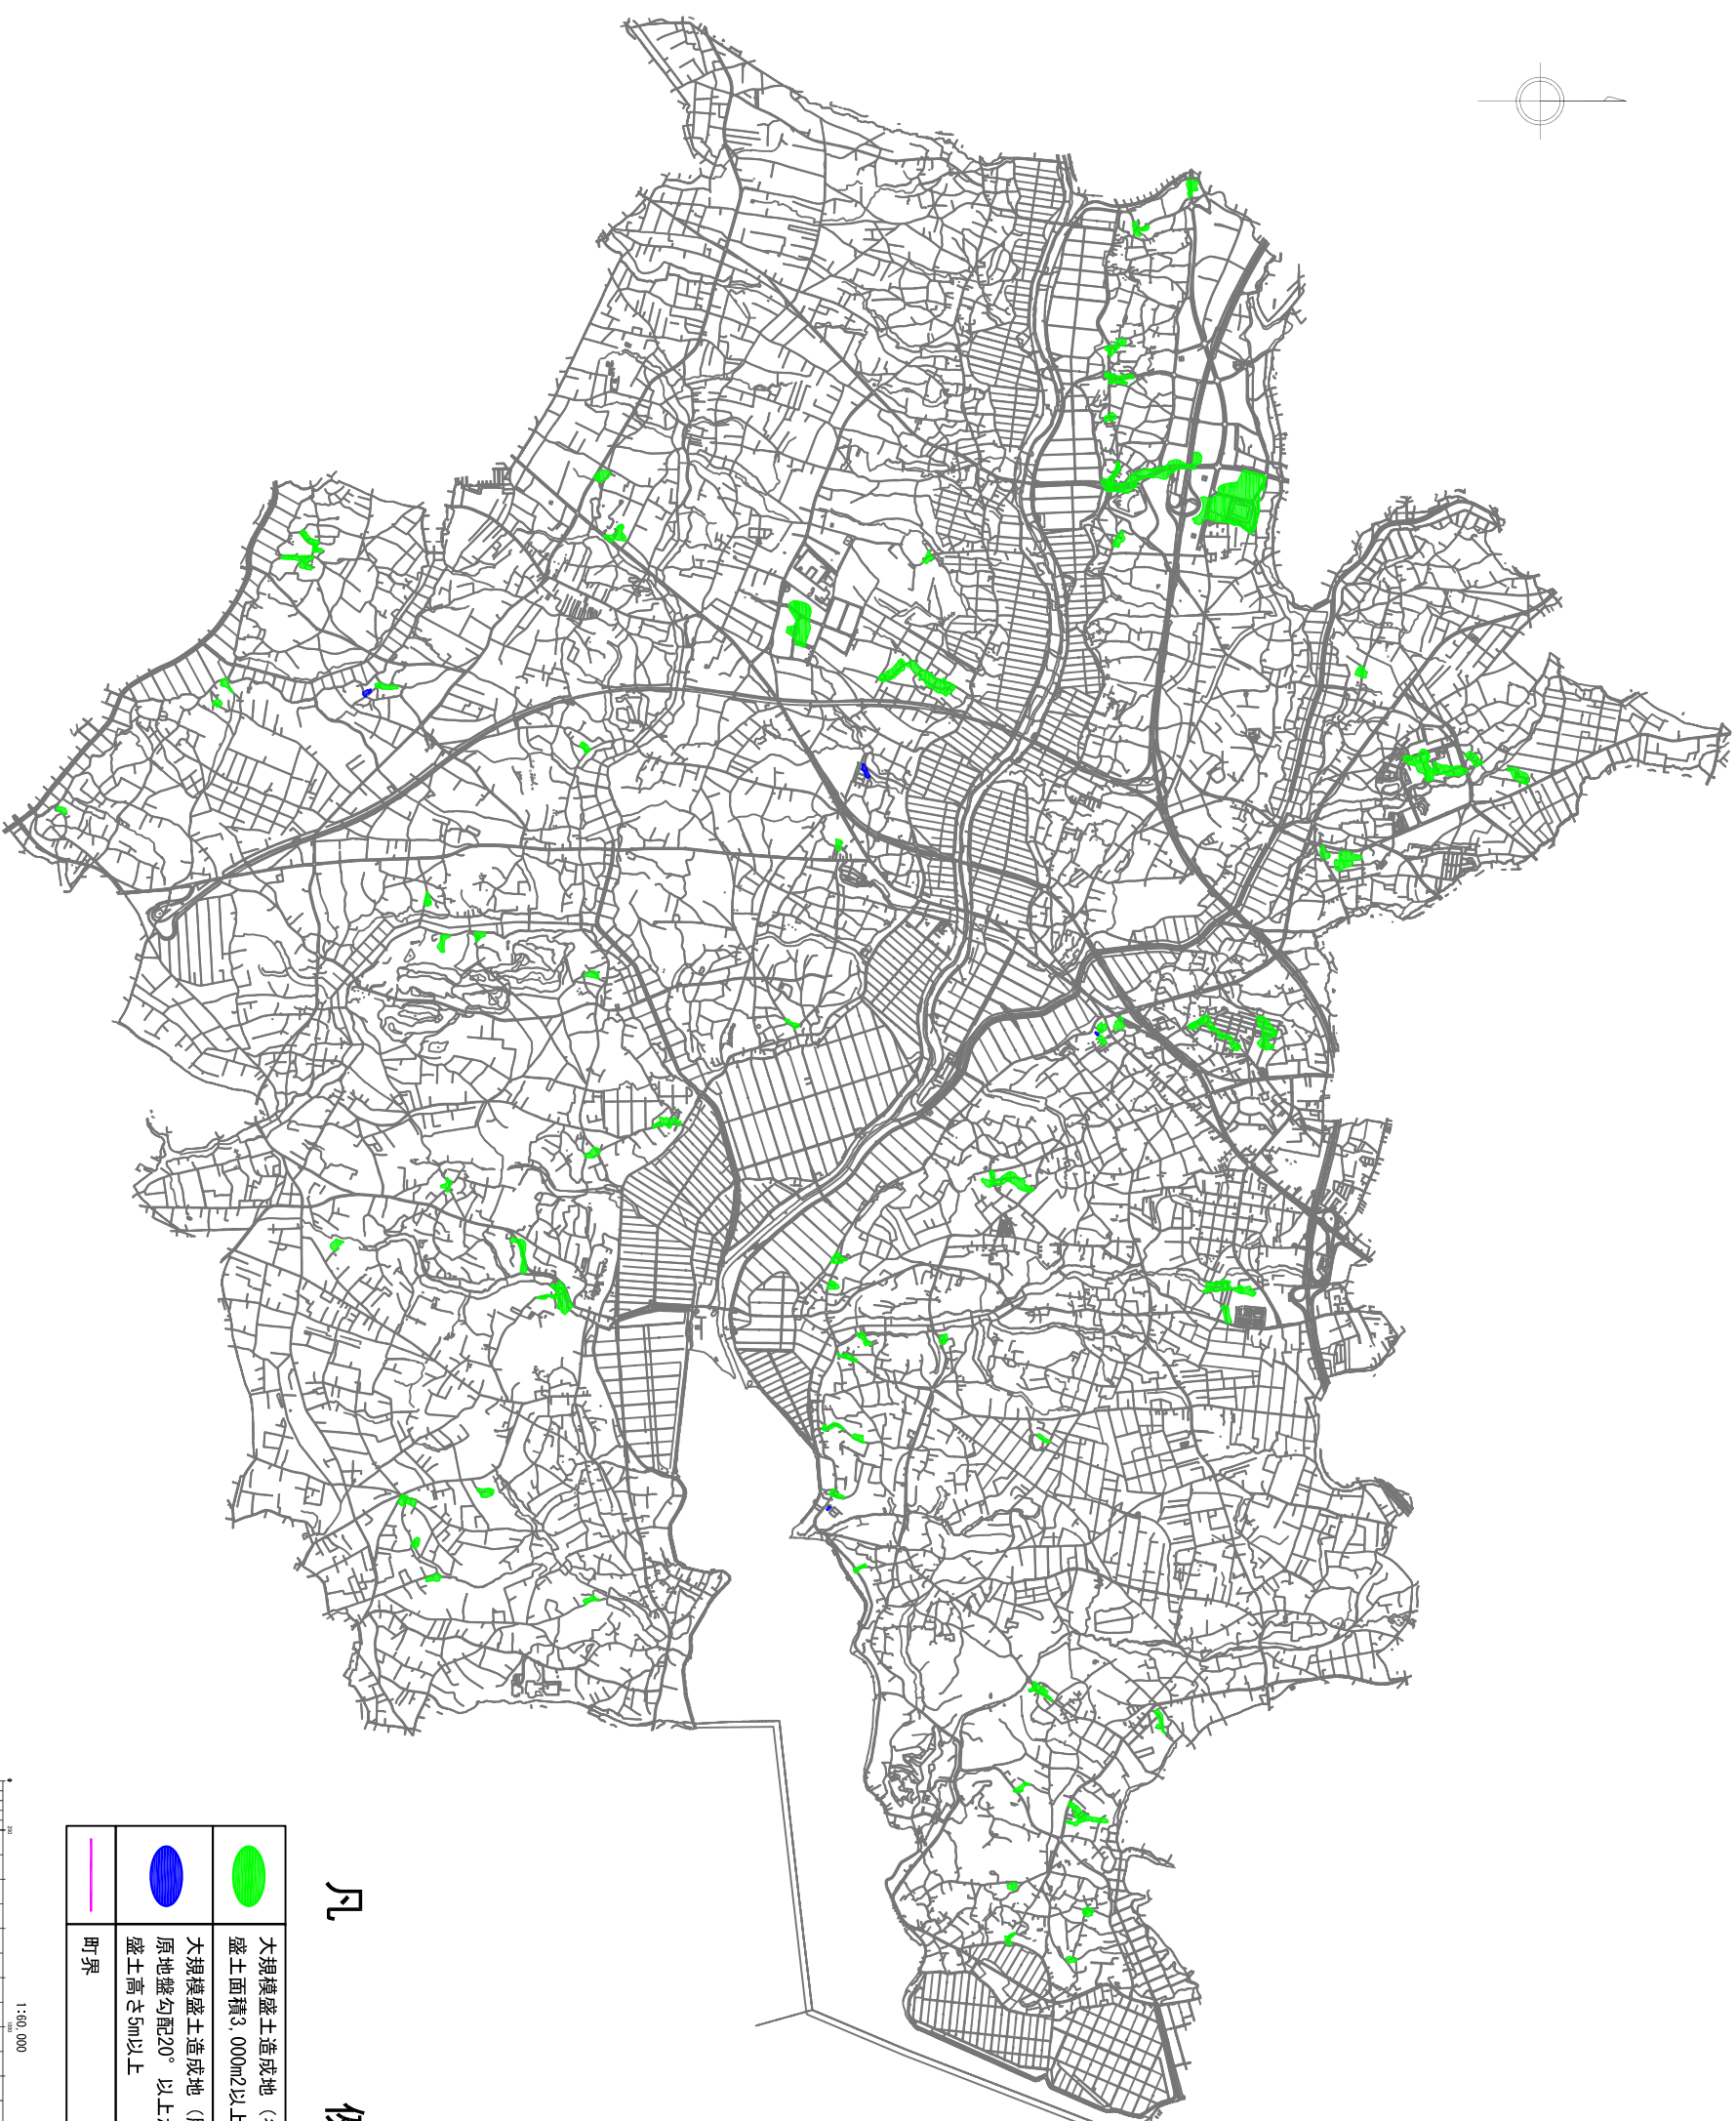 凡
大規模盛土造成地
盛土面積3,000m2以上
大規模盛土造成地
原地盤勾配20°以上
盛土高さ5m以上
町界
1:60,000